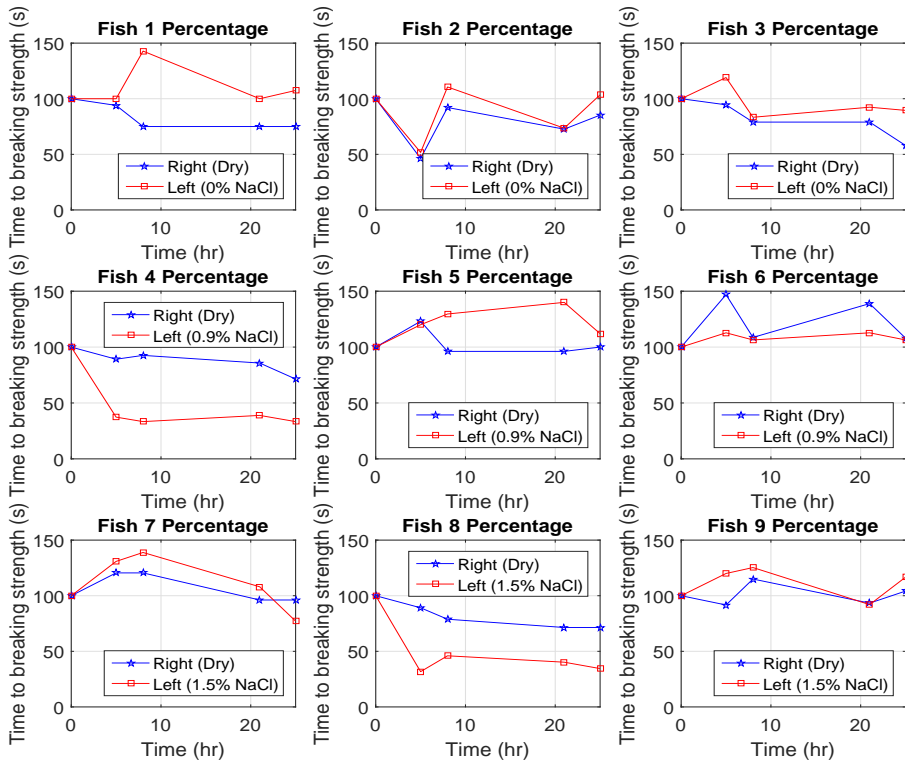 Fish 1 Percentage
Time to breaking strength (s)
150
100
50
0
Right (Dry)
Left (0% NaCl)
0
10
20
Time (hr)
Fish 2 Percentage
Time to breaking strength (s)
150
100
50
0
Right (Dry)
Left (0% NaCl)
0
10
20
Time (hr)
Fish 3 Percentage
Time to breaking strength (s)
150
100
50
0
Right (Dry)
Left (0% NaCl)
0
10
20
Time (hr)
Fish 4 Percentage
Time to breaking strength (s)
150
100
50
0
Right (Dry)
Left (0.9% NaCl)
0
10
20
Time (hr)
Fish 5 Percentage
Time to breaking strength (s)
150
100
50
0
Right (Dry)
Left (0.9% NaCl)
0
10
20
Time (hr)
Fish 6 Percentage
Time to breaking strength (s)
150
100
50
0
Right (Dry)
Left (0.9% NaCl)
0
10
20
Time (hr)
Fish 7 Percentage
Time to breaking strength (s)
150
100
50
0
Right (Dry)
Left (1.5% NaCl)
0
10
20
Time (hr)
Fish 8 Percentage
Time to breaking strength (s)
150
100
50
0
Right (Dry)
Left (1.5% NaCl)
0
10
20
Time (hr)
Fish 9 Percentage
Time to breaking strength (s)
150
100
50
0
Right (Dry)
Left (1.5% NaCl)
0
10
20
Time (hr)